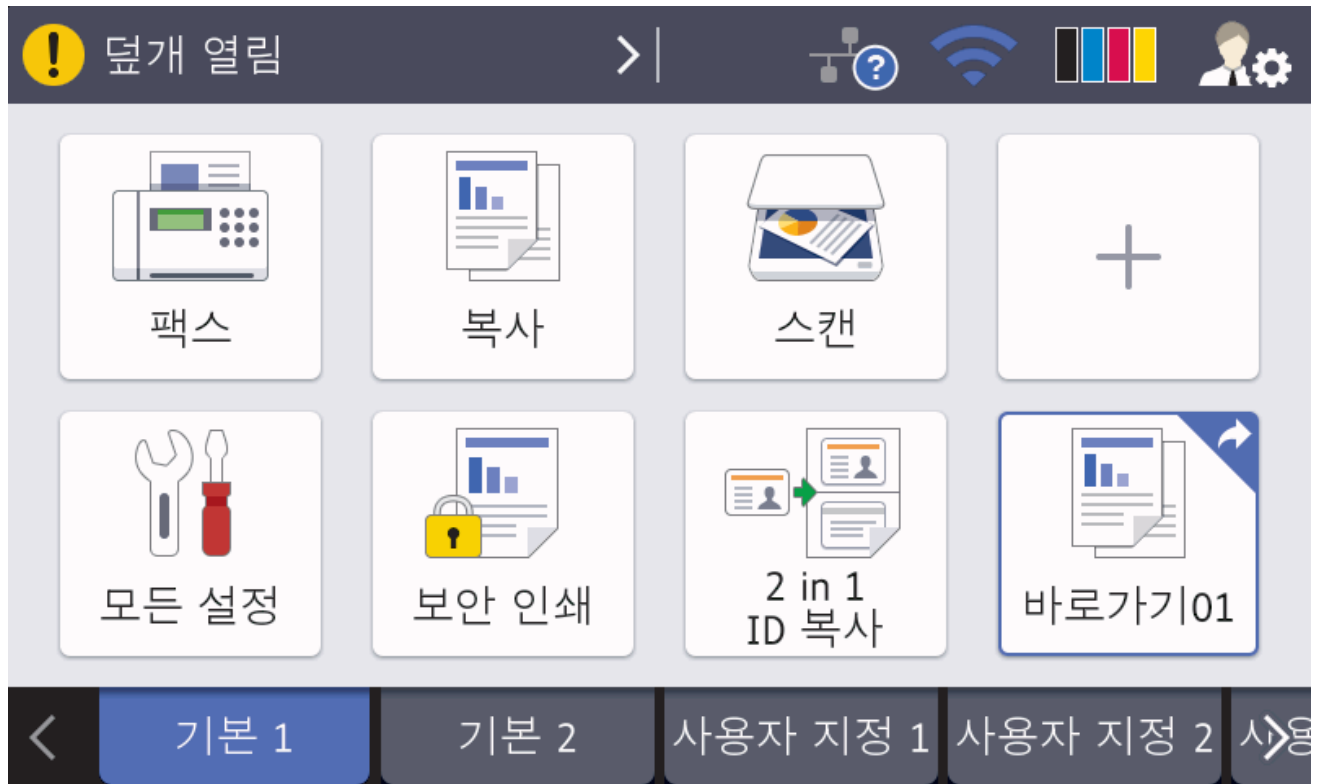 덮개 열림
팩스
복사
스캔
모든 설정
보안 인쇄
2 in 1
ID 복사
바로가기01
기본 1
기본 2
사용자 지정 1
사용자 지정 2
사용